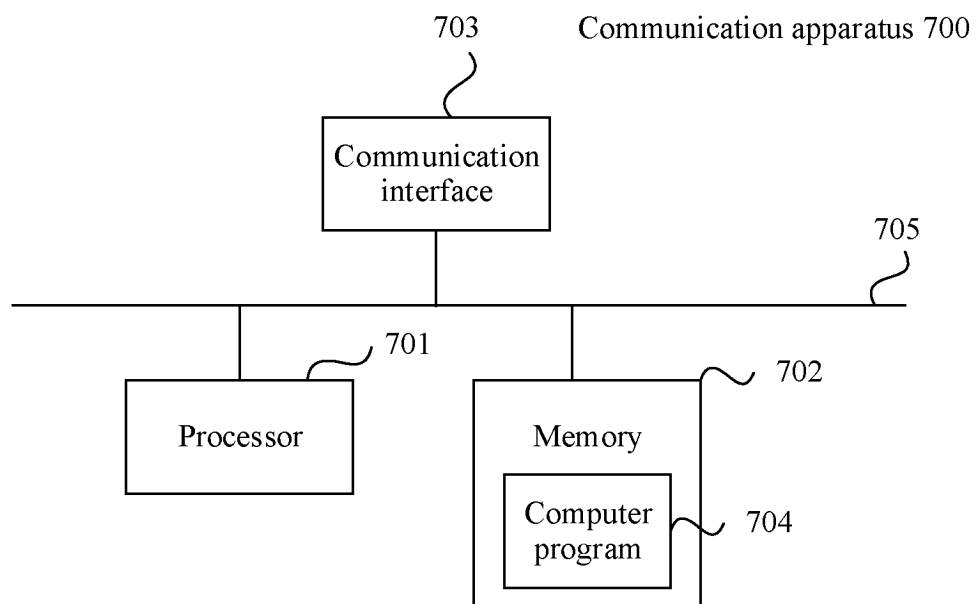 703
Communication apparatus 700
Communication
interface
705
701
702
Processor
Memory
Computer
program
704